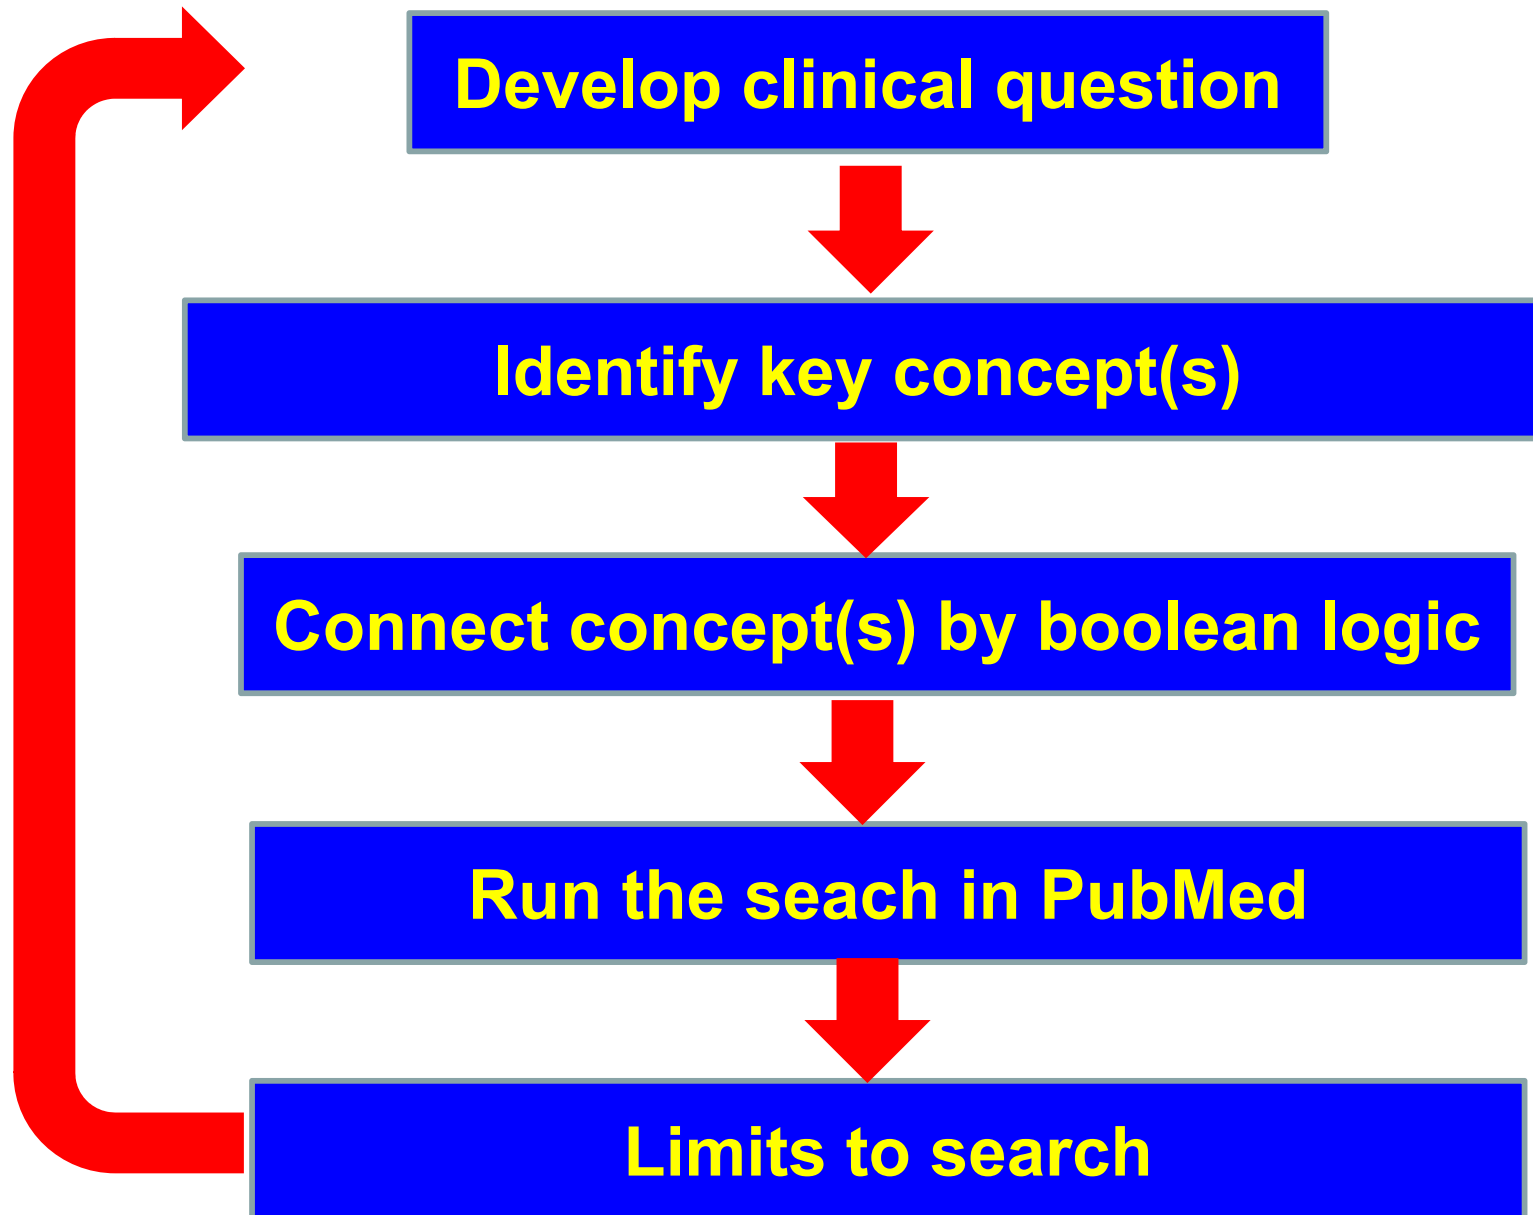 Develop clinical question
Identify key concept(s)
Connect concept(s) by boolean logic
Run the seach in PubMed
Limits to search